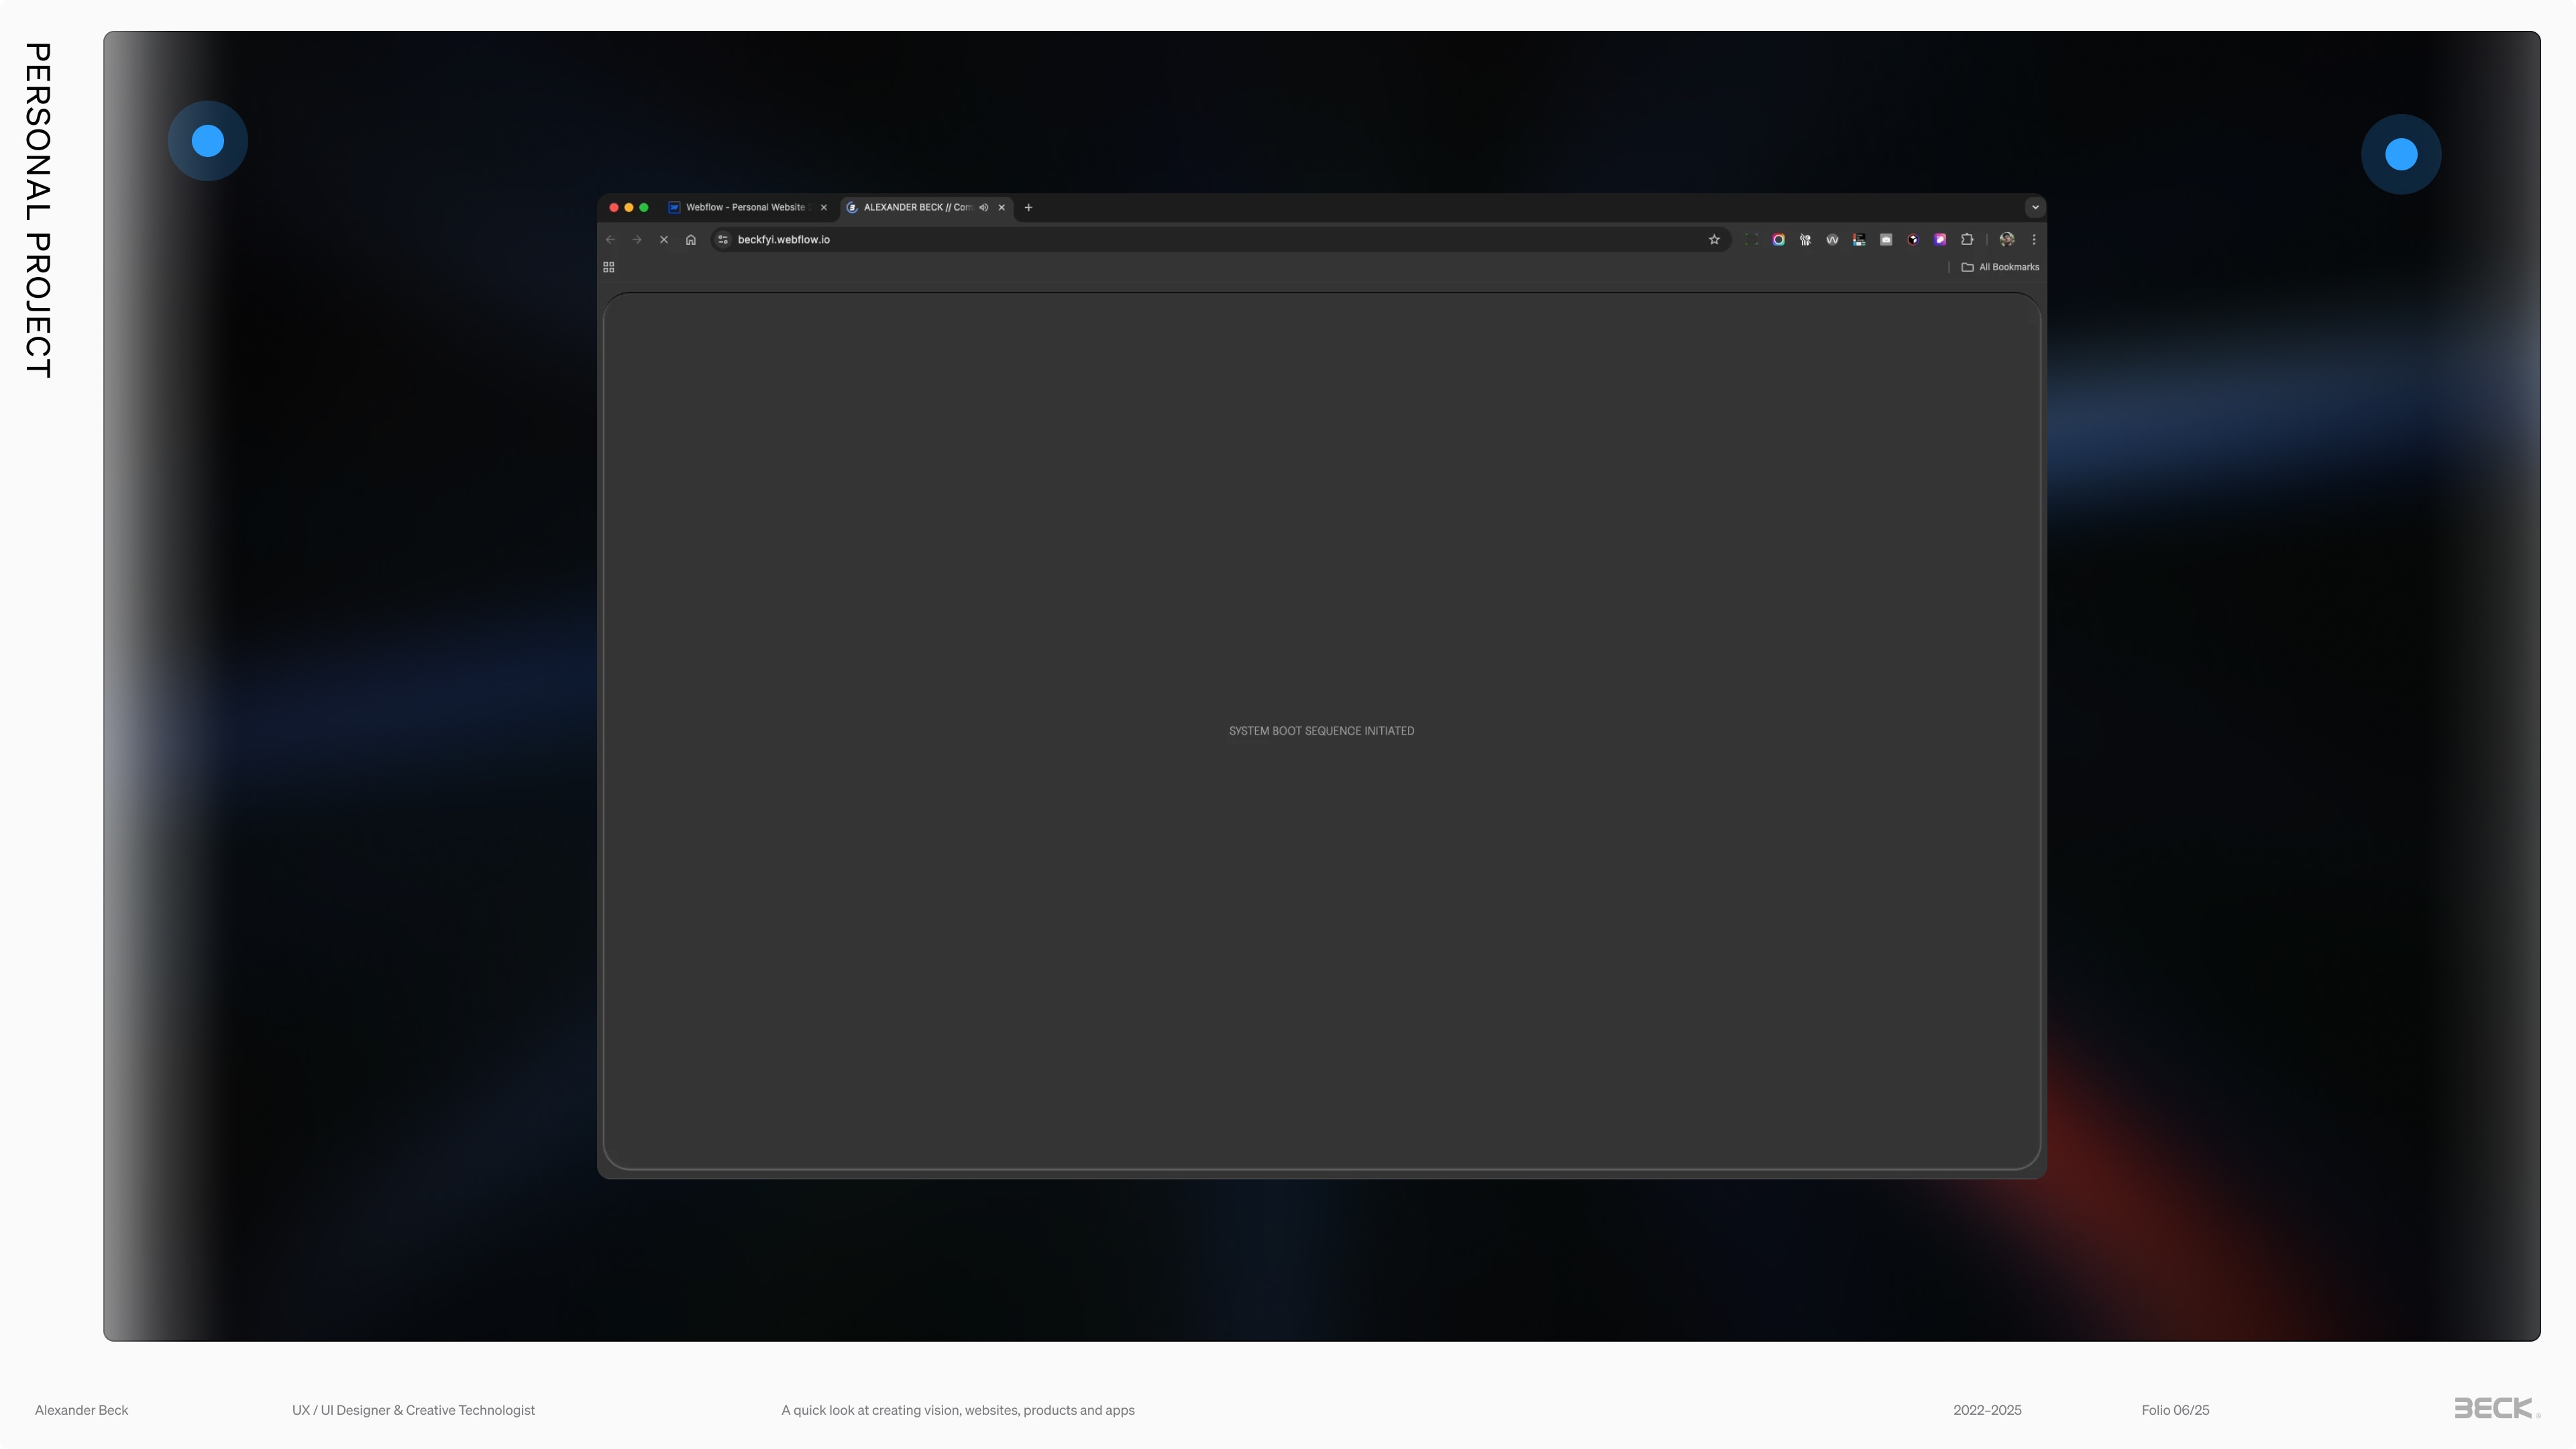 PERSONAL PROJECT
Webflow - Personal Website
ALEXANDER BECK // Com
beckfyi.webflow.io
All Bookmarks
SYSTEM BOOT SEQUENCE INITIATED
Alexander Beck
UX / UI Designer & Creative Technologist
A quick look at creating vision, websites, products and apps
2022–2025
Folio 06/25
BECK